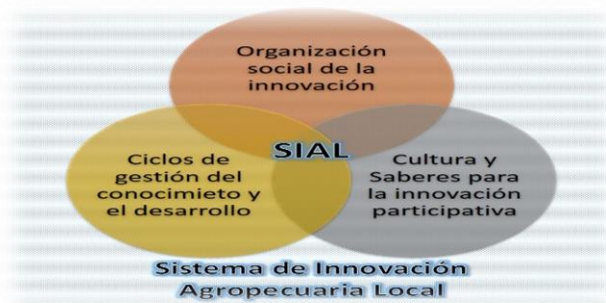 Organización
social de la
innovación
SIAL
Ciclos de
gestión del
conocimieto y
el desarrollo
Cultura y
Saberes para
la innovación
participativa
Sistema de Innovación
Agropecuaria Local